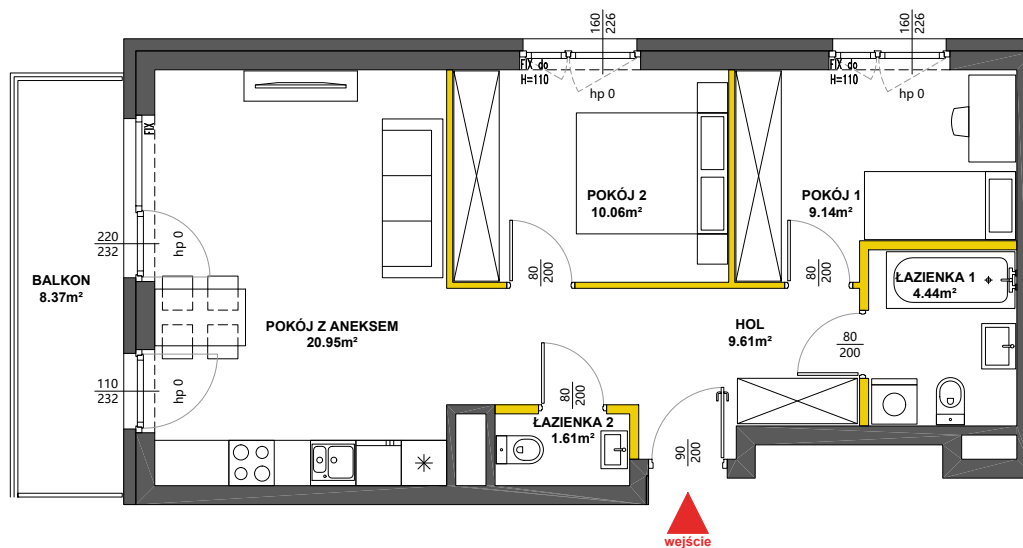 160
226
160
226
FIX do
H=110
hp 0
FIX do
H=110
hp 0
FIX
POKÓJ 2
10.06m²
POKÓJ 1
9.14m²
220
232
hp 0
BALKON
8.37m²
80
200
80
200
ŁAZIENKA 1
4.44m²
POKÓJ Z ANEKSEM
20.95m²
HOL
9.61m²
80
200
110
232
hp 0
80
200
ŁAZIENKA 2
1.61m²
90
200
wejście